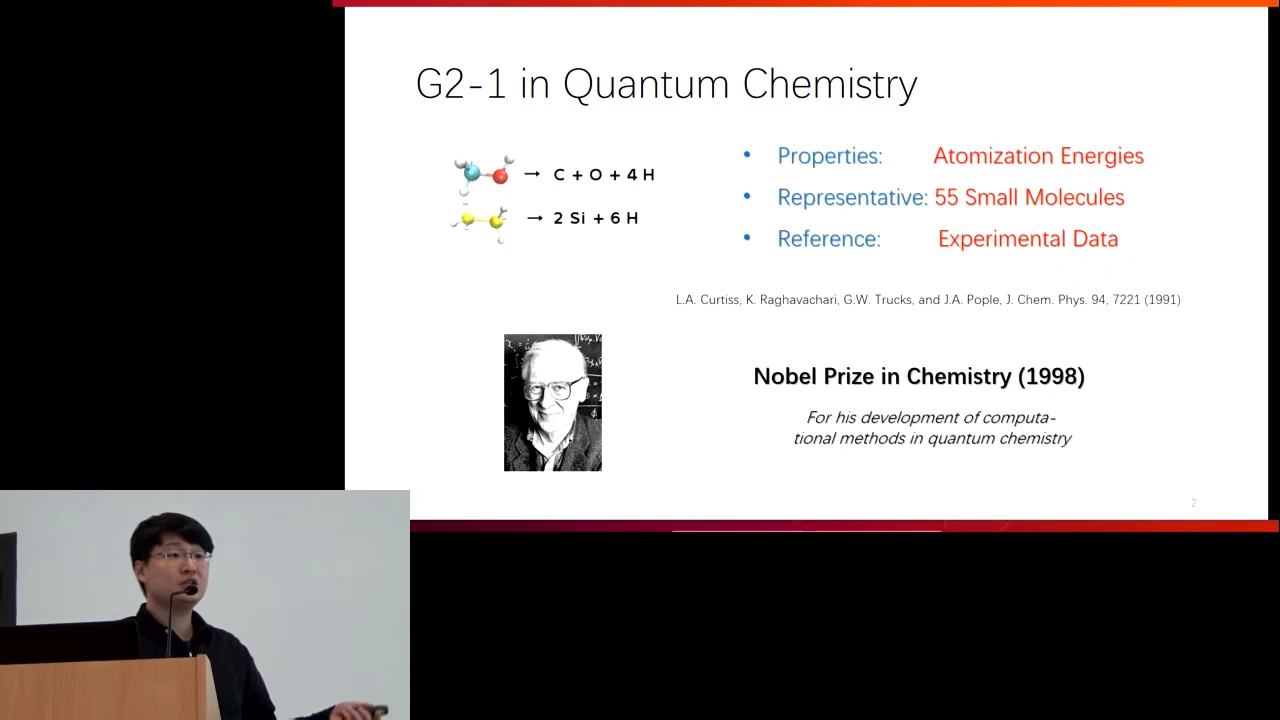 G2-1 in Quantum Chemistry
→ C + O + 4 H
→ 2 Si + 6 H
• Properties: Atomization Energies
• Representative: 55 Small Molecules
• Reference: Experimental Data
L.A. Curtiss, K. Raghavachari, G.W. Trucks, and J.A. Pople, J. Chem. Phys. 94, 7221 (1991)
Nobel Prize in Chemistry (1998)
For his development of computa-
tional methods in quantum chemistry
2